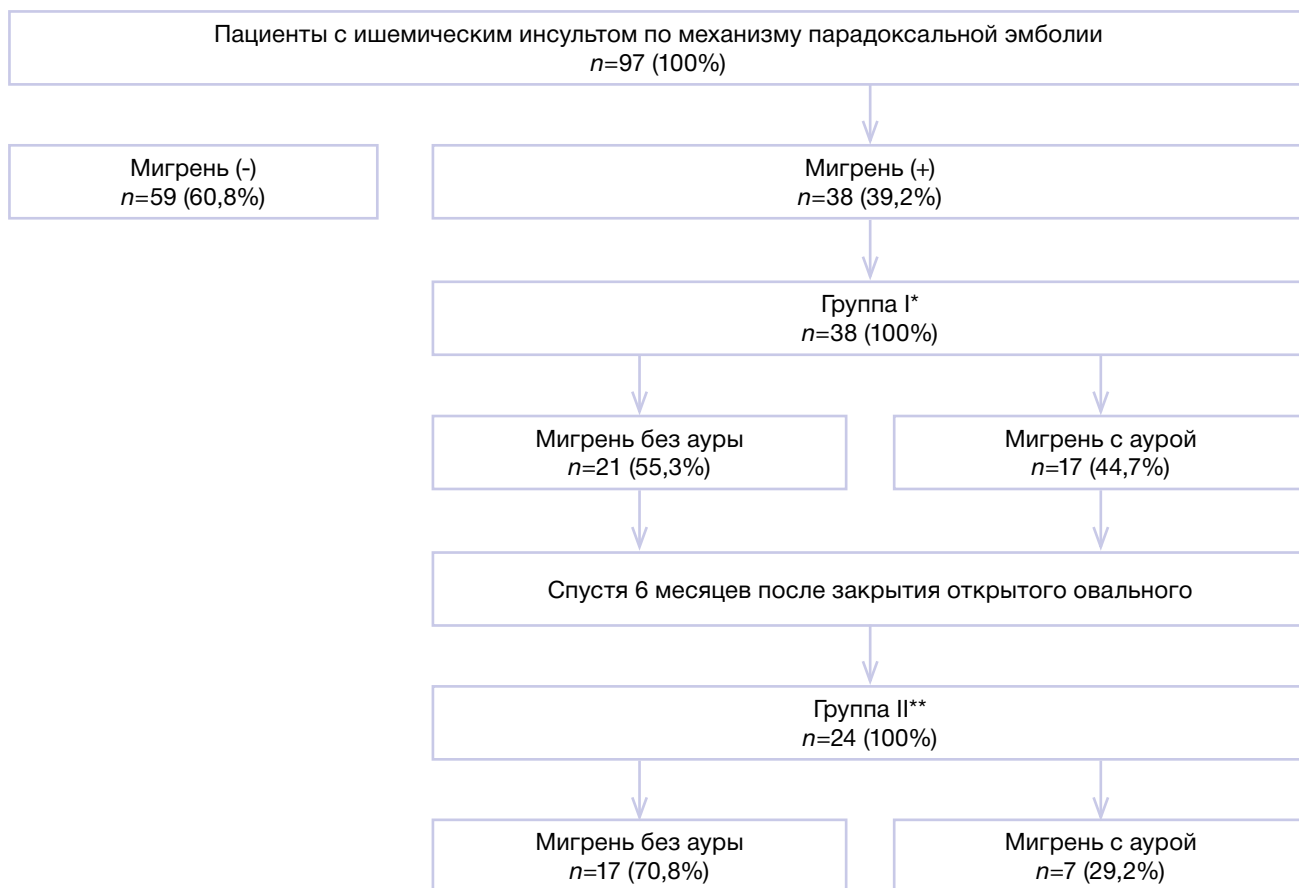 Пациенты с ишемическим инсультом по механизму парадоксальной эмболии
n=97 (100%)
Мигрень (-)
n=59 (60,8%)
Мигрень (+)
n=38 (39,2%)
Группа I*
n=38 (100%)
Мигрень без ауры
n=21 (55,3%)
Мигрень с аурой
n=17 (44,7%)
Спустя 6 месяцев после закрытия открытого овального
Группа II**
n=24 (100%)
Мигрень без ауры
n=17 (70,8%)
Мигрень с аурой
n=7 (29,2%)